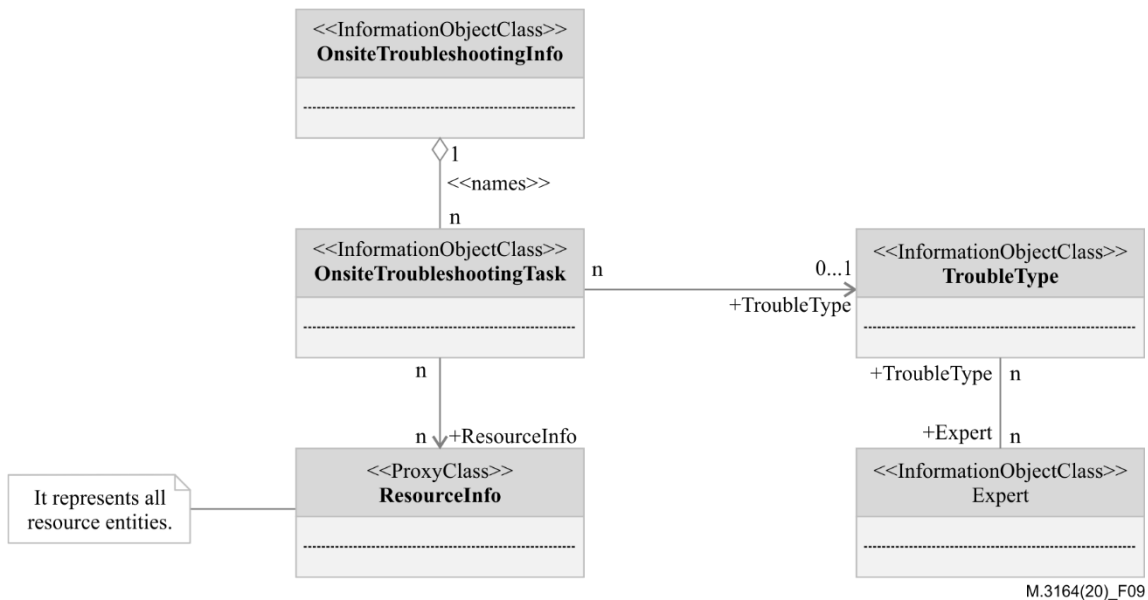 <<InformationObjectClass>>
OnsiteTroubleshootingInfo
1
<<names>>
n
<<InformationObjectClass>>
OnsiteTroubleshootingTask
n
0...1
+TroubleType
<<InformationObjectClass>>
TroubleType
n
n
+ResourceInfo
+TroubleType
n
+Expert
n
It represents all
resource entities.
<<ProxyClass>>
ResourceInfo
<<InformationObjectClass>>
Expert
M.3164(20)_F09